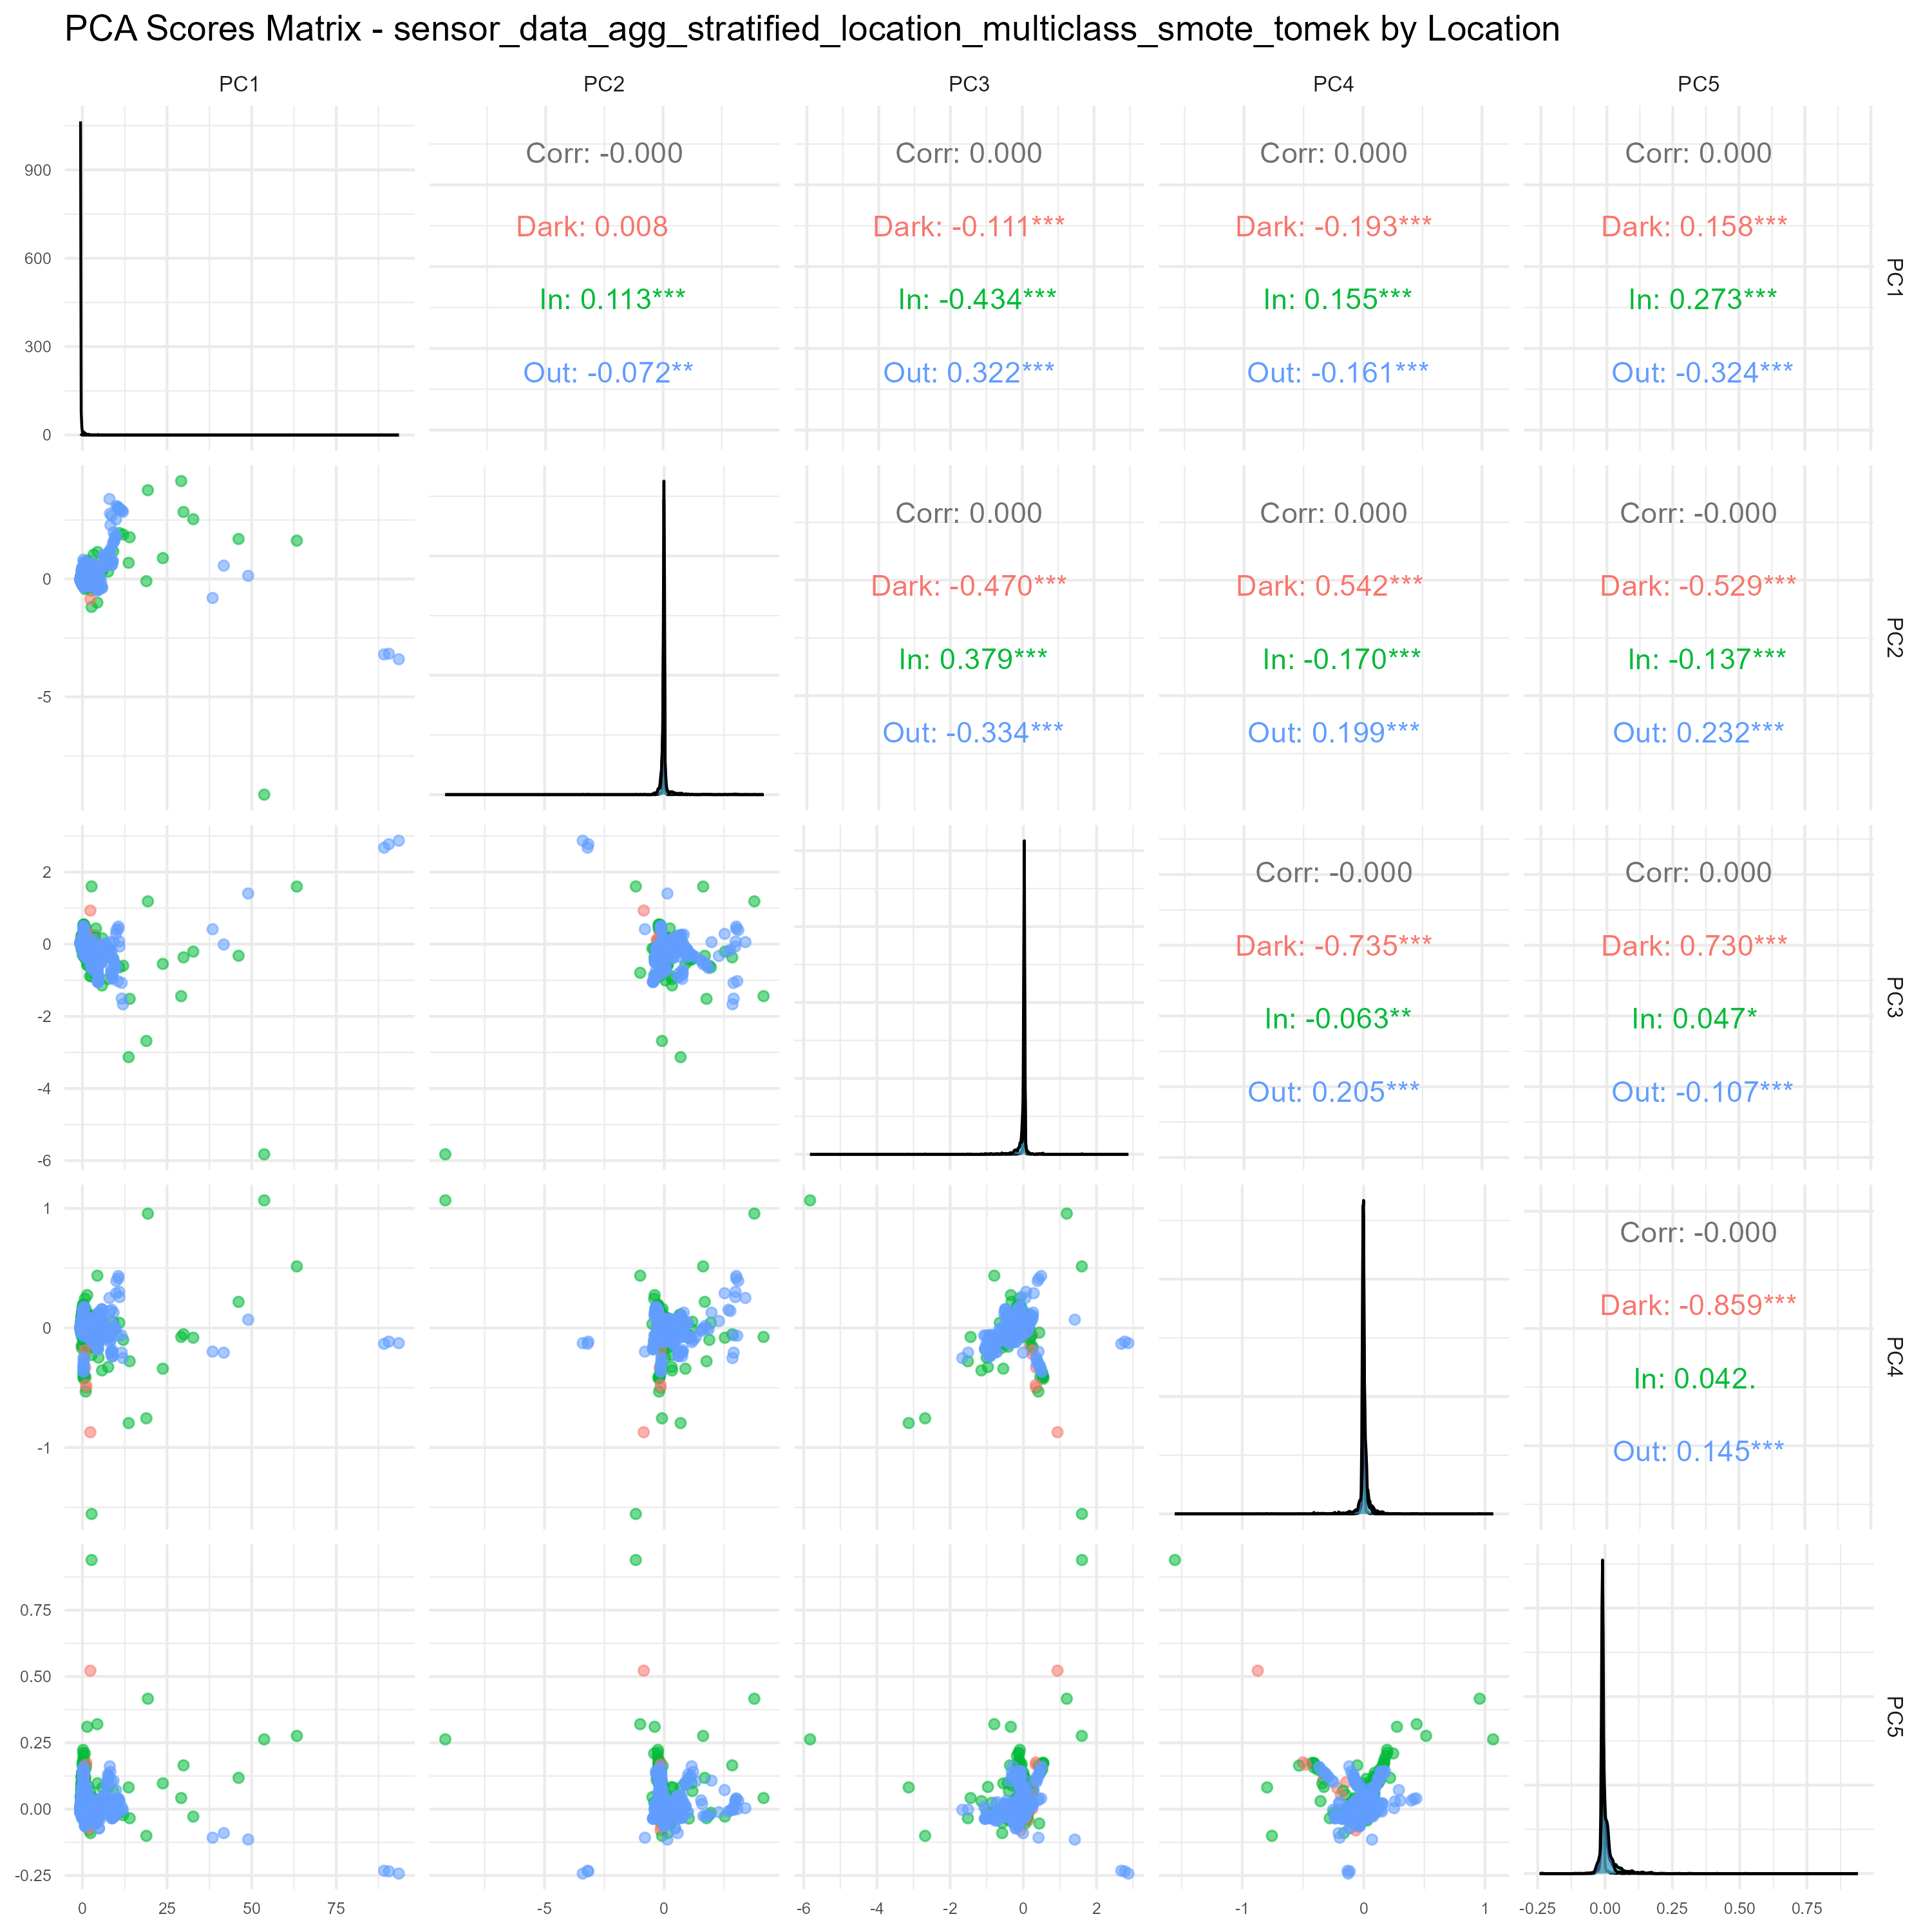 PCA Scores Matrix - sensor_data_agg_stratified_location_multiclass_smote_tomek by Location
PC1 PC2 PC3 PC4 PC5
900
600
300
0
Corr: -0.000
Dark: 0.008
In: 0.113***
Out: -0.072**
Corr: 0.000
Dark: -0.111***
In: -0.434***
Out: 0.322***
Corr: 0.000
Dark: -0.193***
In: 0.155***
Out: -0.161***
Corr: 0.000
Dark: 0.158***
In: 0.273***
Out: -0.324***
PC1
0
-5
Corr: 0.000
Dark: -0.470***
In: 0.379***
Out: -0.334***
Corr: 0.000
Dark: 0.542***
In: -0.170***
Out: 0.199***
Corr: -0.000
Dark: -0.529***
In: -0.137***
Out: 0.232***
PC2
2
0
-2
-4
-6
Corr: -0.000
Dark: -0.735***
In: -0.063**
Out: 0.205***
Corr: 0.000
Dark: 0.730***
In: 0.047*
Out: -0.107***
PC3
1
0
-1
Corr: -0.000
Dark: -0.859***
In: 0.042.
Out: 0.145***
PC4
0.75
0.50
0.25
0.00
-0.25
PC5
0 25 50 75 -5 0 -6 -4 -2 0 2 -1 0 1 -0.25 0.00 0.25 0.50 0.75